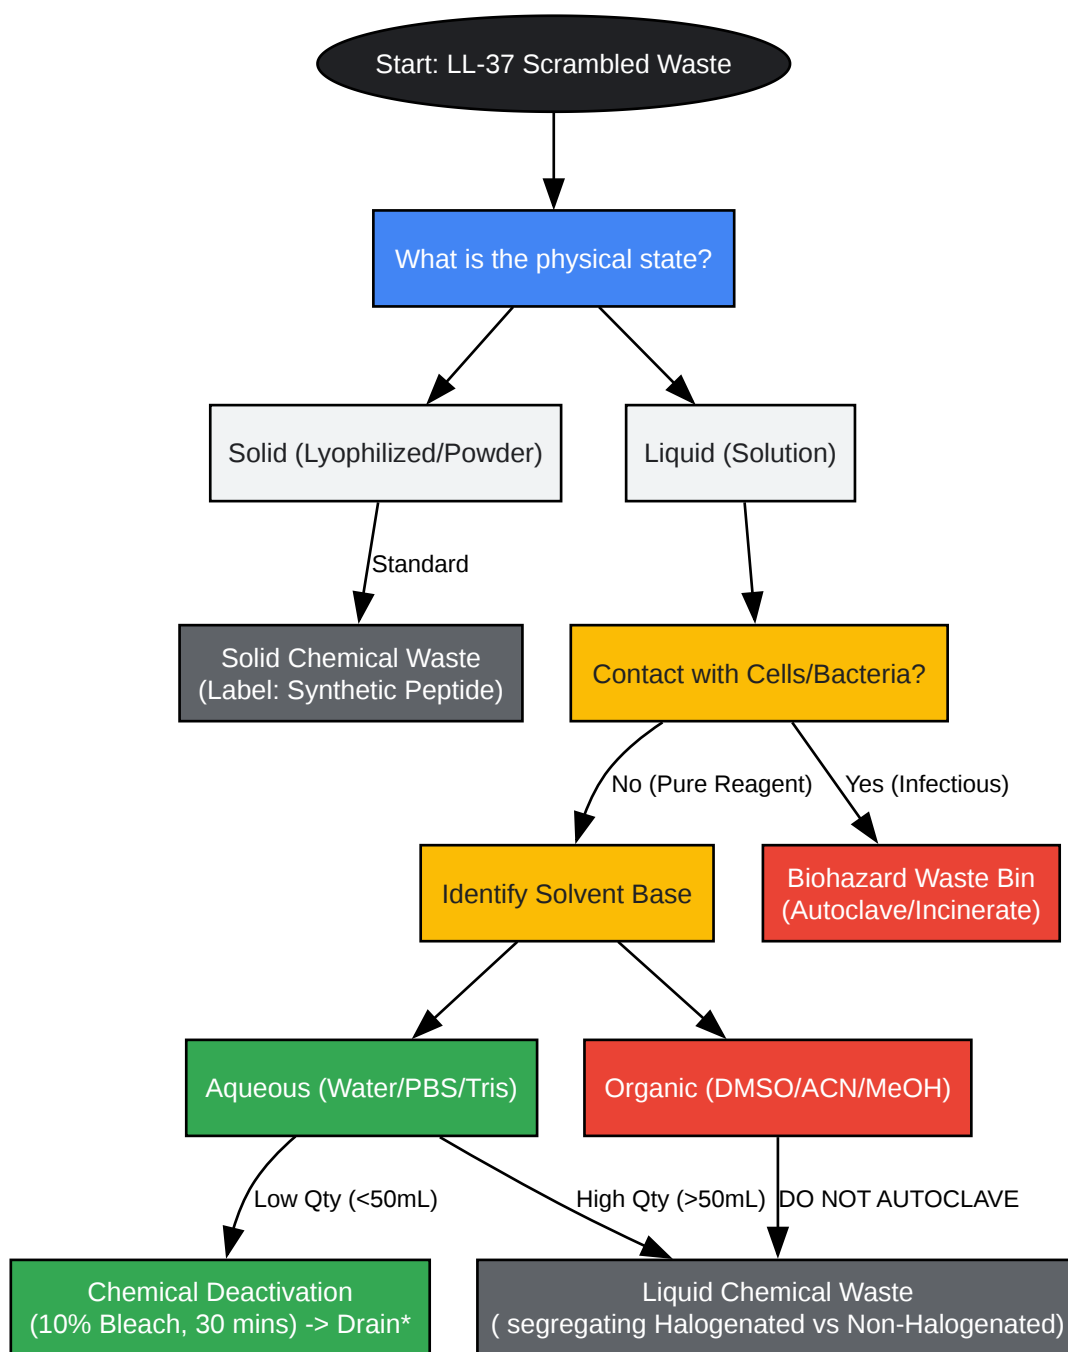 Start: LL-37 Scrambled Waste
What is the physical state?
Solid (Lyophilized/Powder)
Liquid (Solution)
Standard
Solid Chemical Waste
(Label: Synthetic Peptide)
Contact with Cells/Bacteria?
No (Pure Reagent)
Yes (Infectious)
Identify Solvent Base
Biohazard Waste Bin
(Autoclave/Incinerate)
Aqueous (Water/PBS/Tris)
Organic (DMSO/ACN/MeOH)
Low Qty (<50mL)
High Qty (>50mL)
DO NOT AUTOCLAVE
Chemical Deactivation
(10% Bleach, 30 mins) -> Drain*
Liquid Chemical Waste
( segregating Halogenated vs Non-Halogenated)